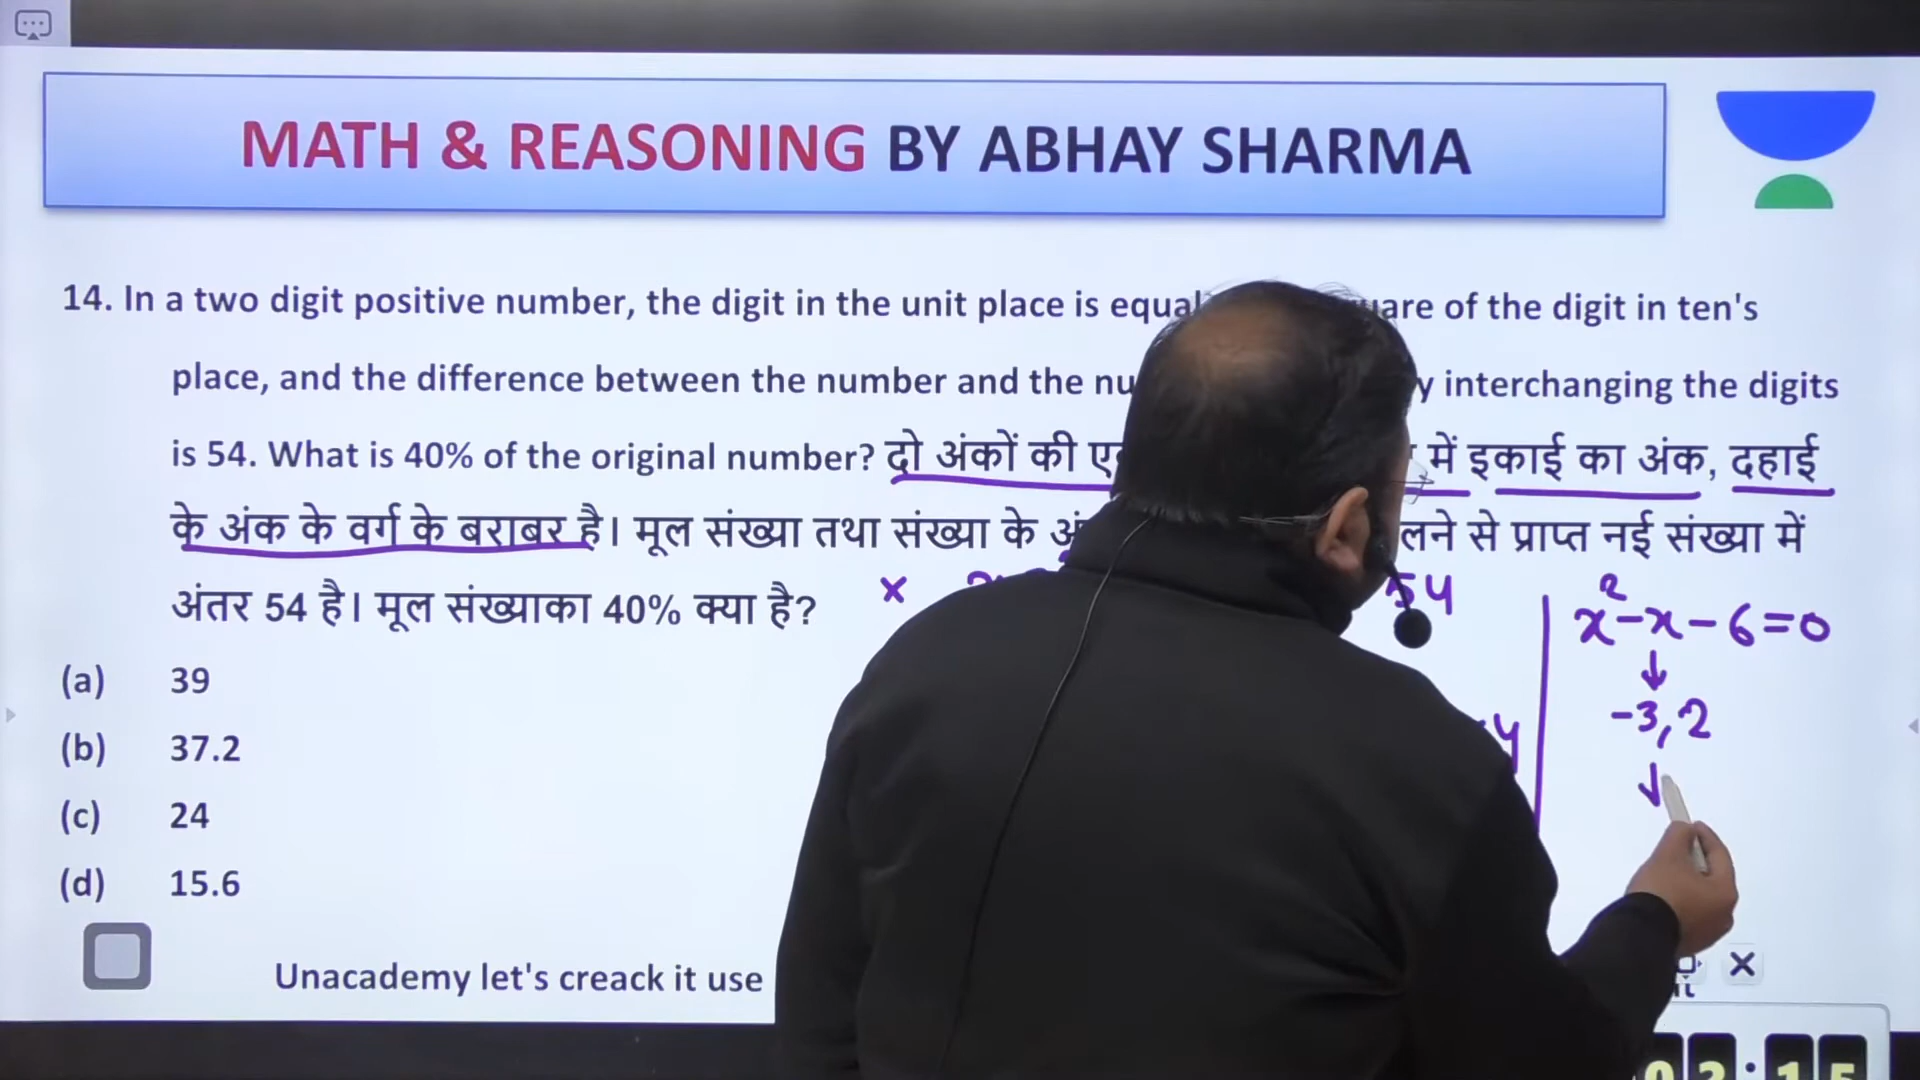 MATH & REASONING BY ABHAY SHARMA
14. In a two digit positive number, the digit in the unit place is equal of the digit in ten's
place, and the difference between the number and the interchanging the digits
is 54. What is 40% of the original number? दो अंकों की में इकाई का अंक, दहाई
के अंक के वर्ग के बराबर है। मूल संख्या तथा संख्या के से प्राप्त नई संख्या में
अंतर 54 है। मूल संख्याका 40% क्या है?
x
54
x²-x-6=0
-3, 2
(a) 39
(b) 37.2
(c) 24
(d) 15.6
Unacademy let's creack it use